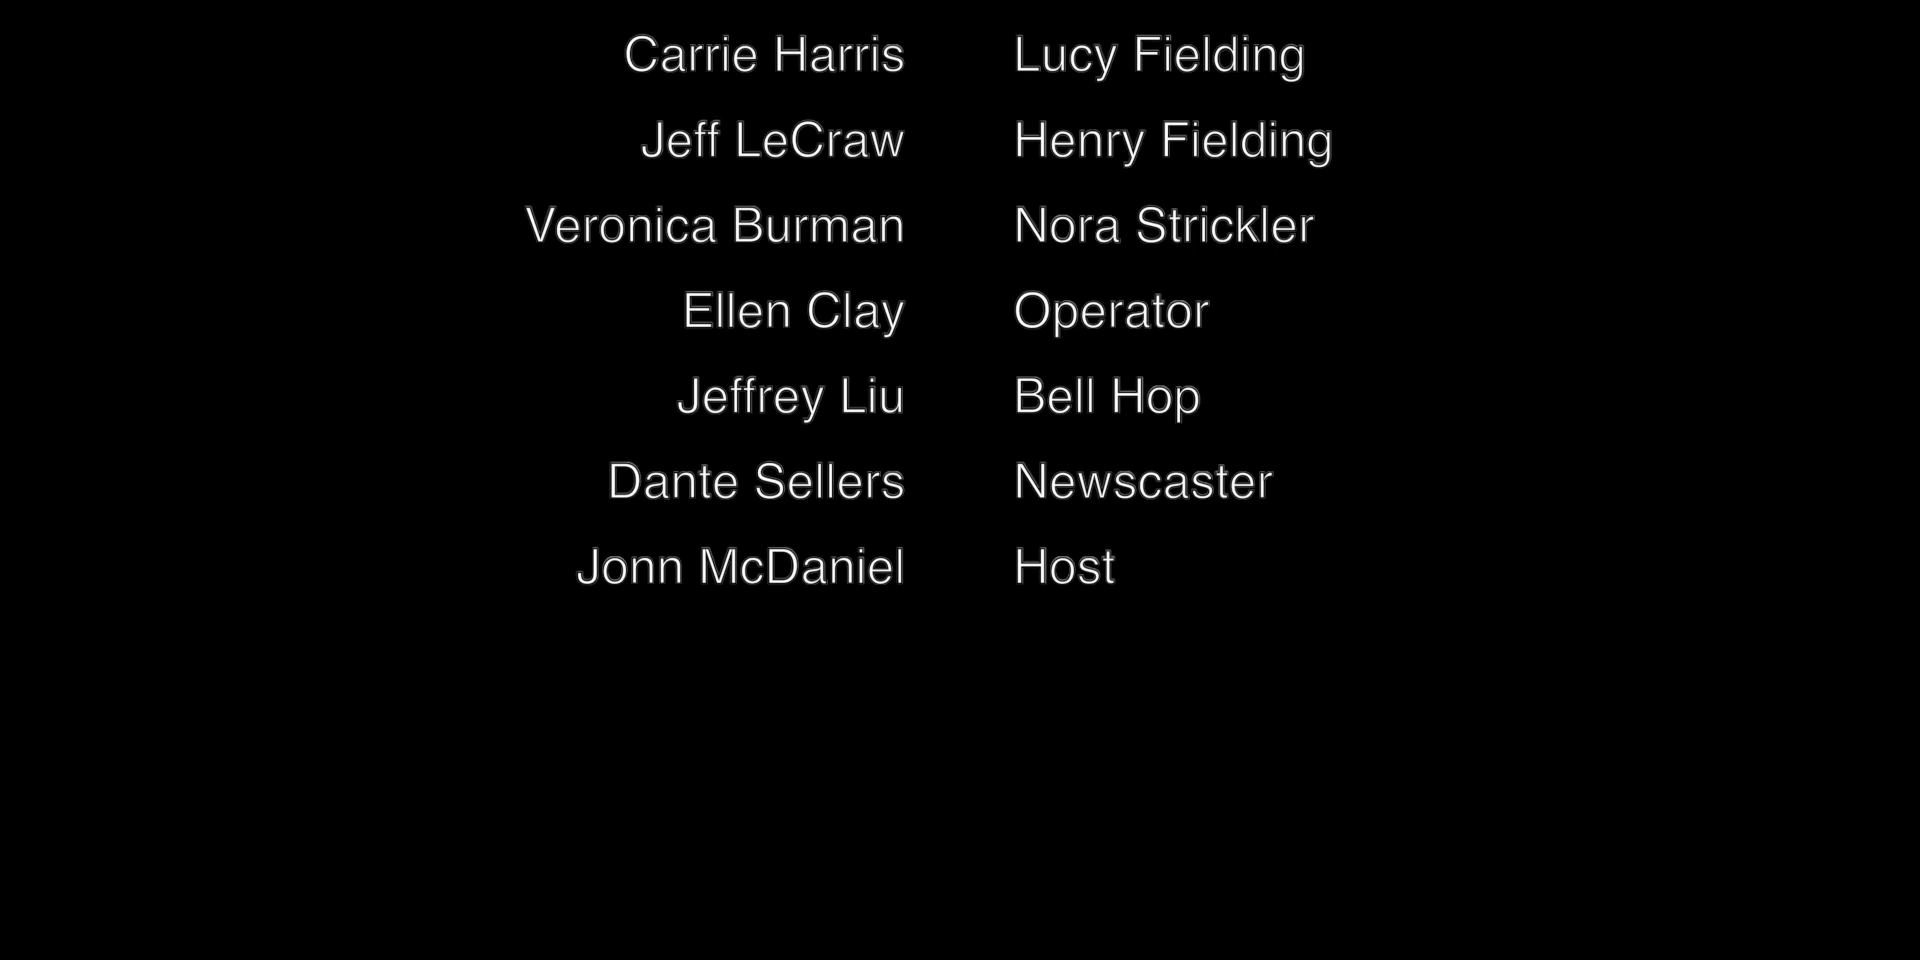 Carrie Harris Lucy Fielding
Jeff LeCraw Henry Fielding
Veronica Burman Nora Strickler
Ellen Clay Operator
Jeffrey Liu Bell Hop
Dante Sellers Newscaster
Jonn McDaniel Host